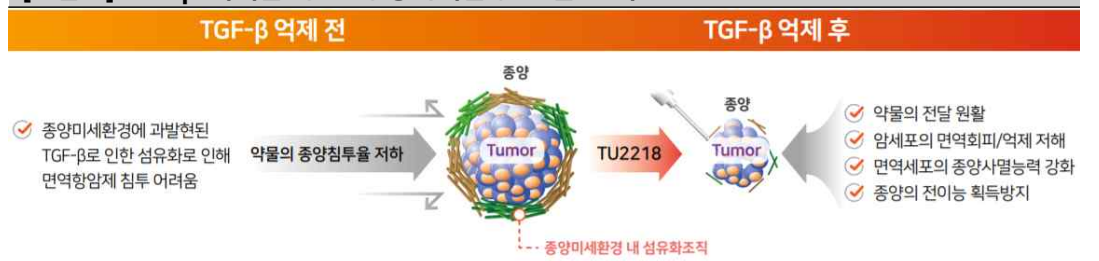 TGF-β 억제 전
TGF-β 억제 후
종양
종양
종양미세환경에 과발현된
TGF-β로 인한 섬유화로 인해
면역항암제 침투 어려움
약물의 종양침투율 저하
Tumor
TU2218
Tumor
약물의 전달 원활
암세포의 면역회피/억제 저해
면역세포의 종양사멸능력 강화
종양의 전이능 획득방지
종양미세환경 내 섬유화조직